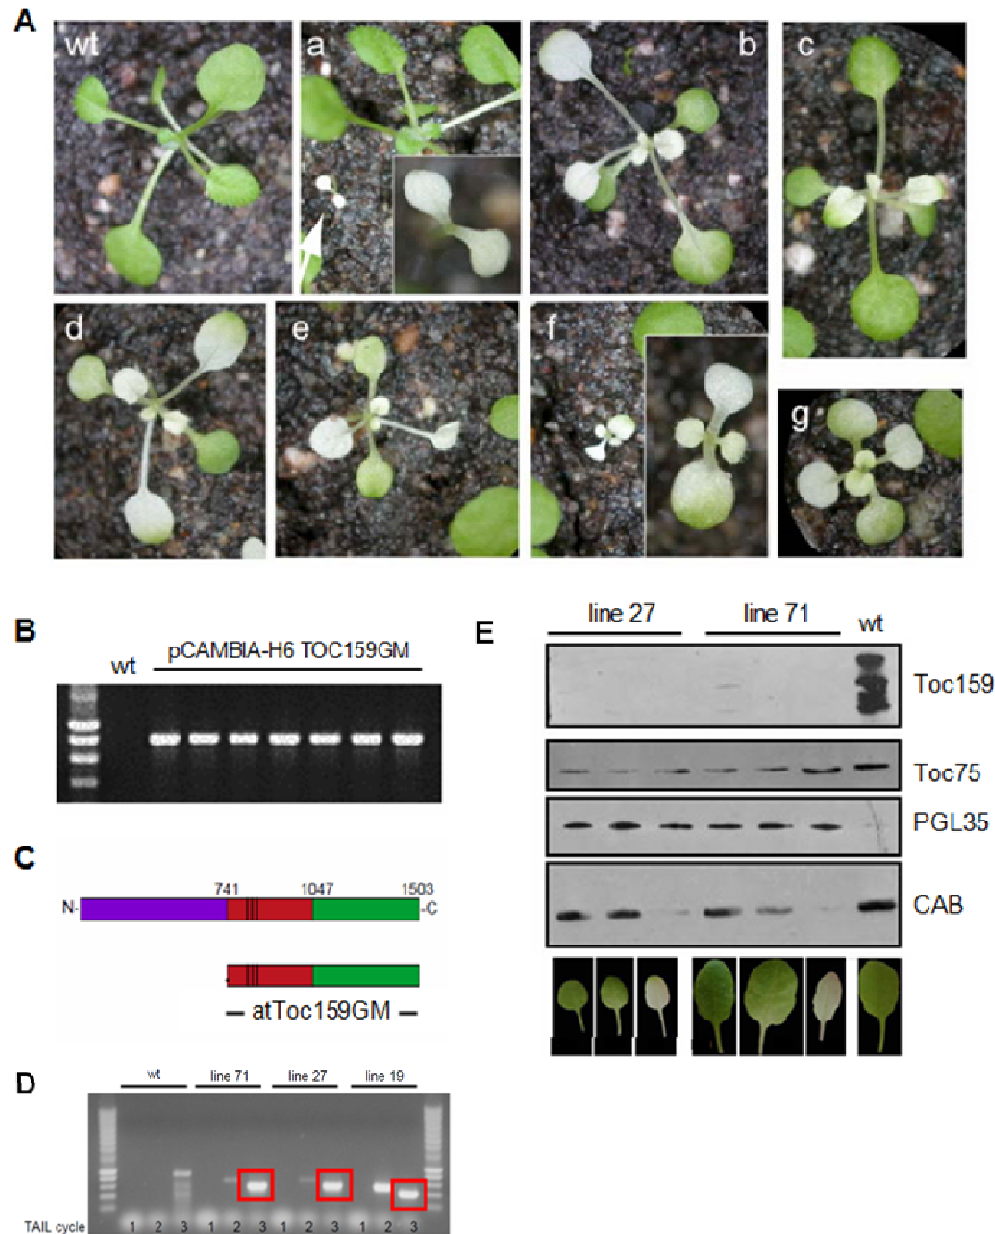 A
wt
a
b
c
d
e
f
g
B
wt
pCAMBIA-H6 TOC159GM
C
741 1047 1503
N- -C
atToc159GM
D
wt line 71 line 27 line 19
TAIL cycle 1 2 3 1 2 3 1 2 3 1 2 3
E
line 27 line 71 wt
Toc159
Toc75
PGL35
CAB